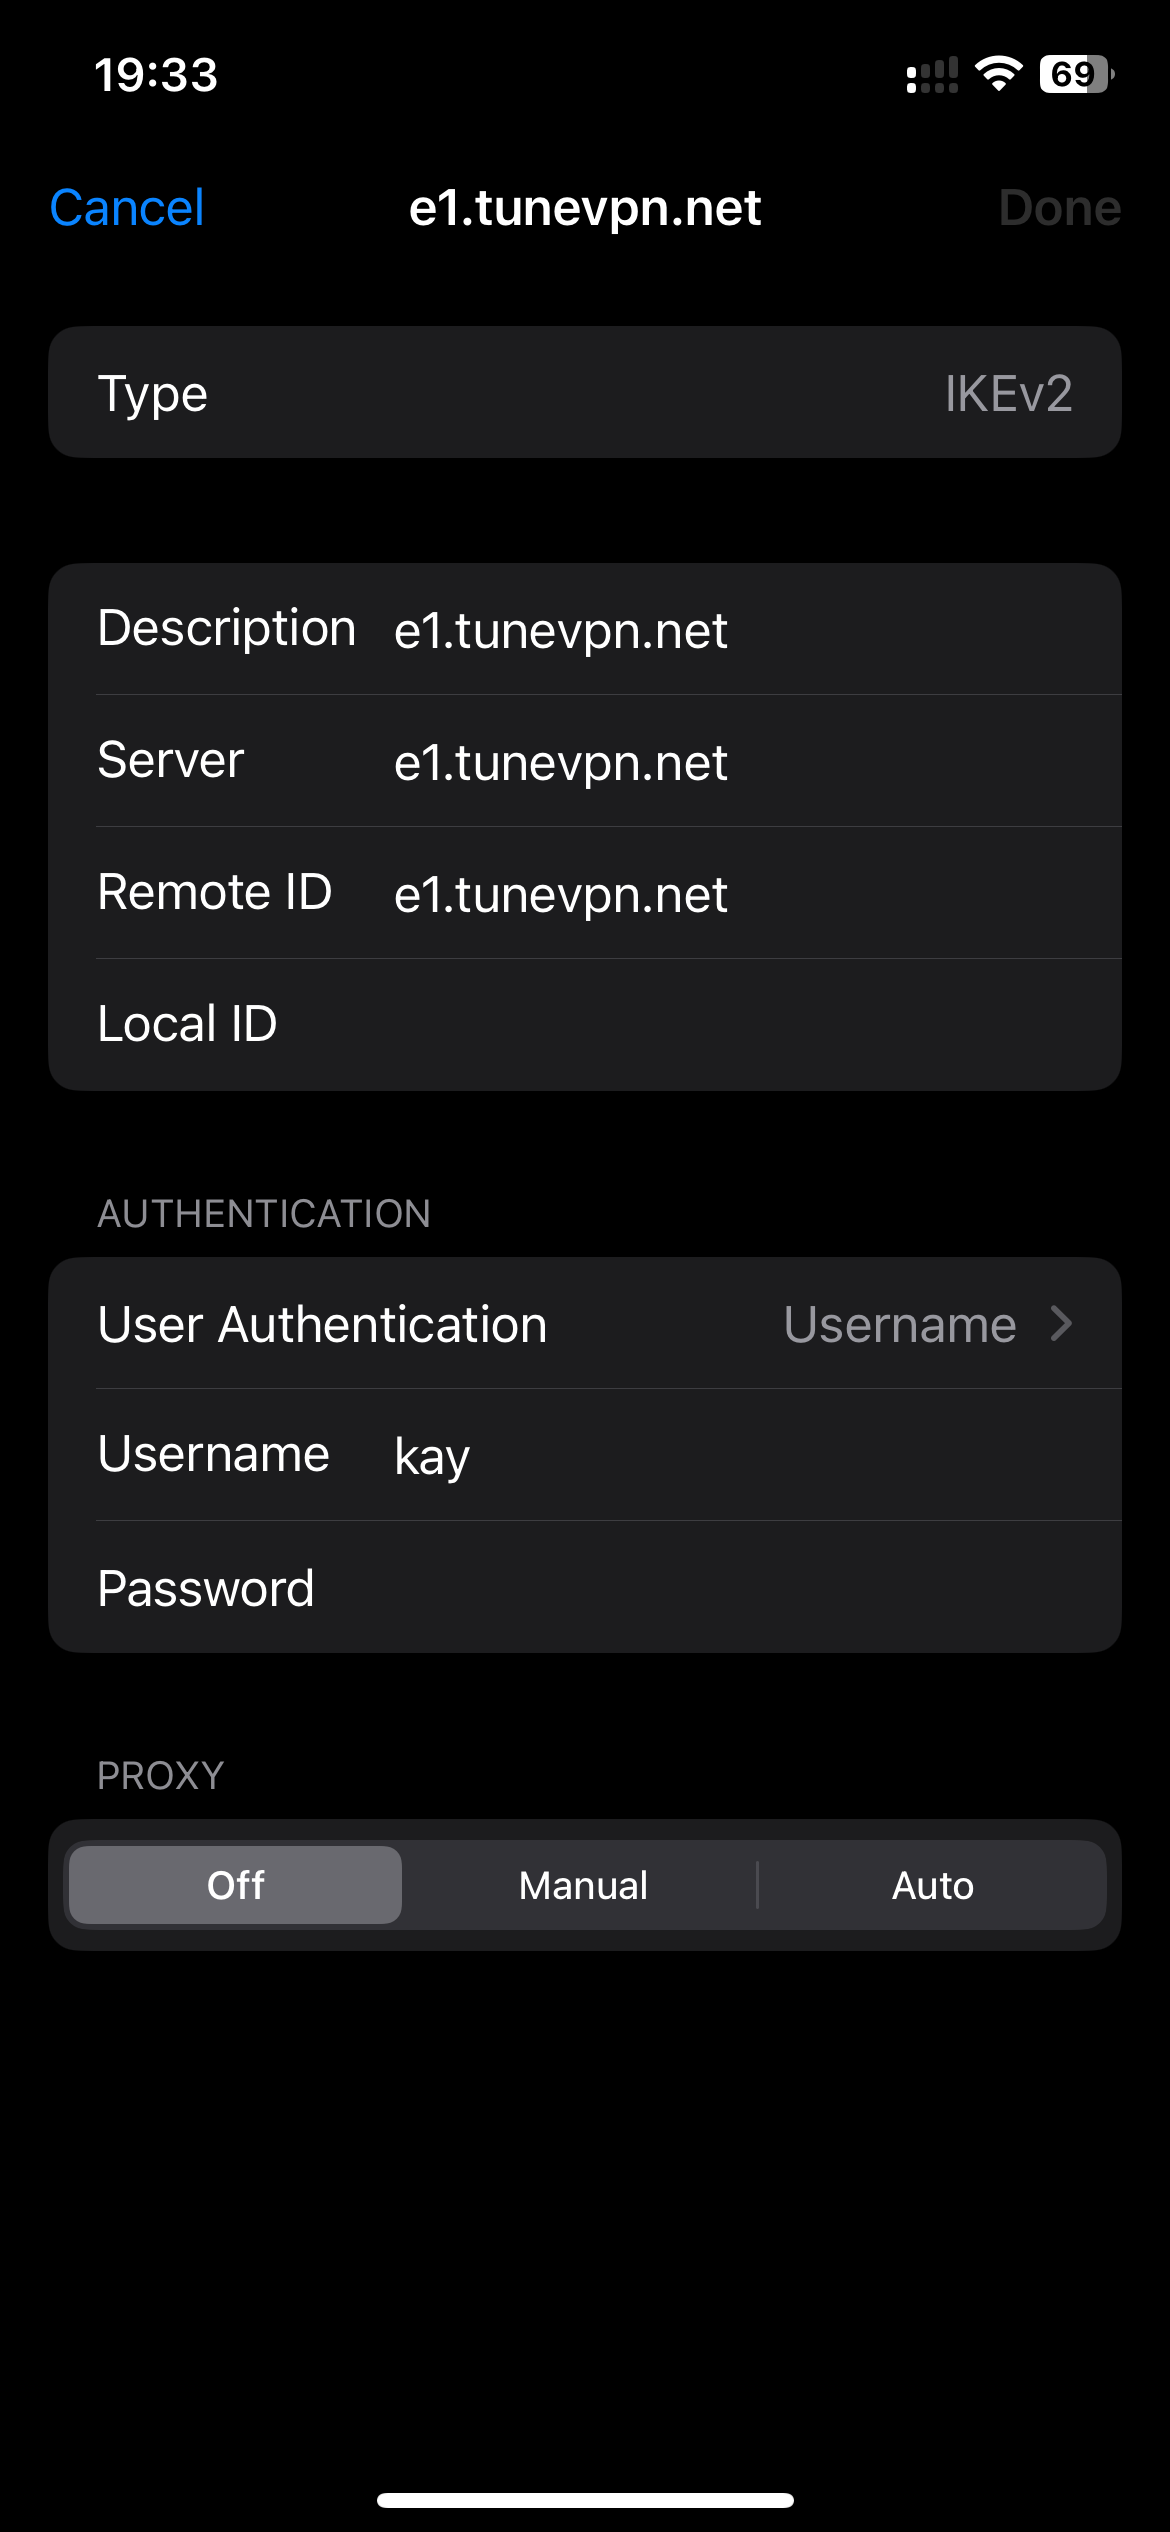 19:33 69
Cancel e1.tunevpn.net Done
Type IKEv2
Description e1.tunevpn.net
Server e1.tunevpn.net
Remote ID e1.tunevpn.net
Local ID
AUTHENTICATION
User Authentication Username
Username kay
Password
PROXY
Off Manual Auto